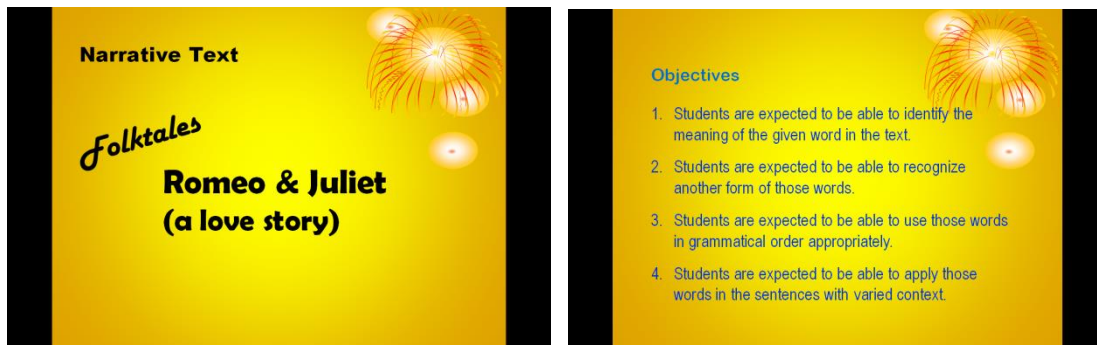 Narrative Text
Folktales
Romeo & Juliet
(a love story)
Objectives
1. Students are expected to be able to identify the
meaning of the given word in the text.
2. Students are expected to be able to recognize
another form of those words.
3. Students are expected to be able to use those words
in grammatical order appropriately.
4. Students are expected to be able to apply those
words in the sentences with varied context.